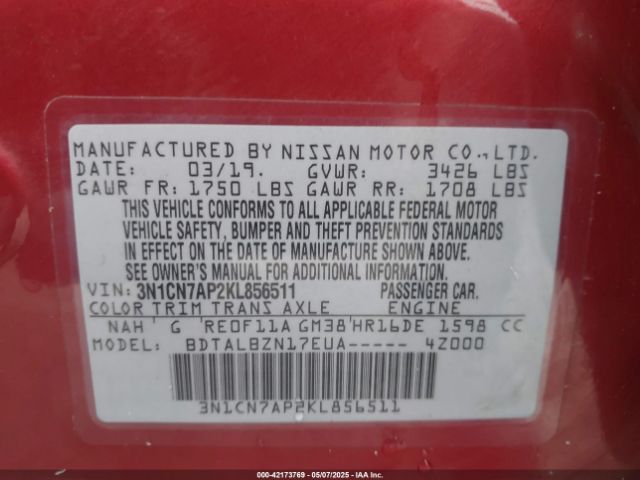 MANUFACTURED BY NISSAN MOTOR CO.,LTD.
DATE: 03/19. GVWR: 3426 LBS
GAWR FR: 1750 LBS GAWR RR: 1708 LBS
THIS VEHICLE CONFORMS TO ALL APPLICABLE FEDERAL MOTOR
VEHICLE SAFETY, BUMPER AND THEFT PREVENTION STANDARDS
IN EFFECT ON THE DATE OF MANUFACTURE SHOWN ABOVE.
SEE OWNER'S MANUAL FOR ADDITIONAL INFORMATION.
VIN: 3N1CN7AP2KL856511 PASSENGER CAR.
COLOR TRIM TRANS AXLE ENGINE
NAH ' G 'RE0F11A GM38'HR16DE 1598 CC
BDTALBZN17EUA----- 4Z000
3N1CN7AP2KL856511
000-42173769 - 05/07/2025 - IAA Inc.